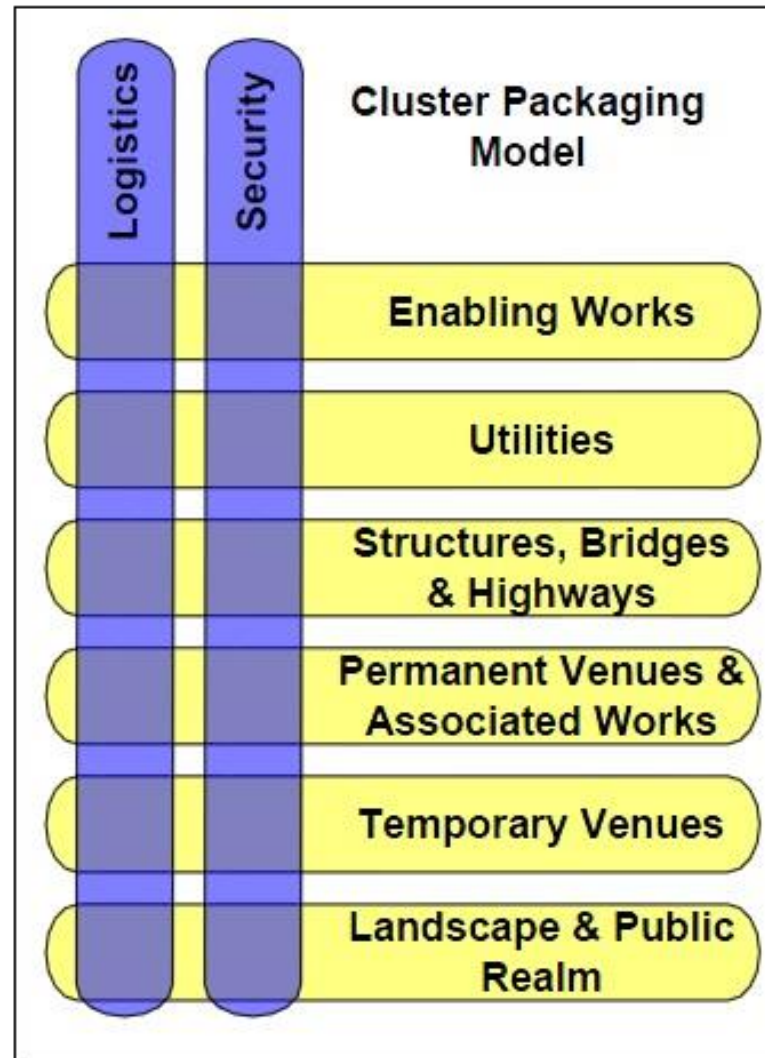 Logistics
Security
Cluster Packaging
Model
Enabling Works
Utilities
Structures, Bridges
& Highways
Permanent Venues &
Associated Works
Temporary Venues
Landscape & Public
Realm